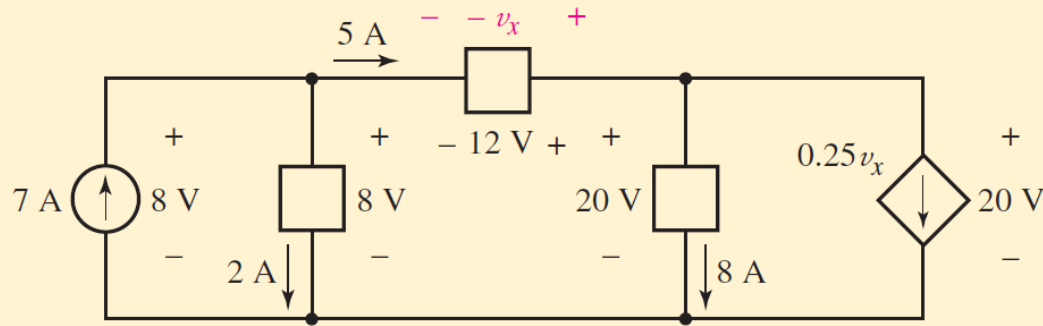 − − vₓ +
5 A
− 12 V +
+ + + +
7 A 8 V 8 V 20 V 0.25vₓ 20 V
− − − −
2 A 8 A